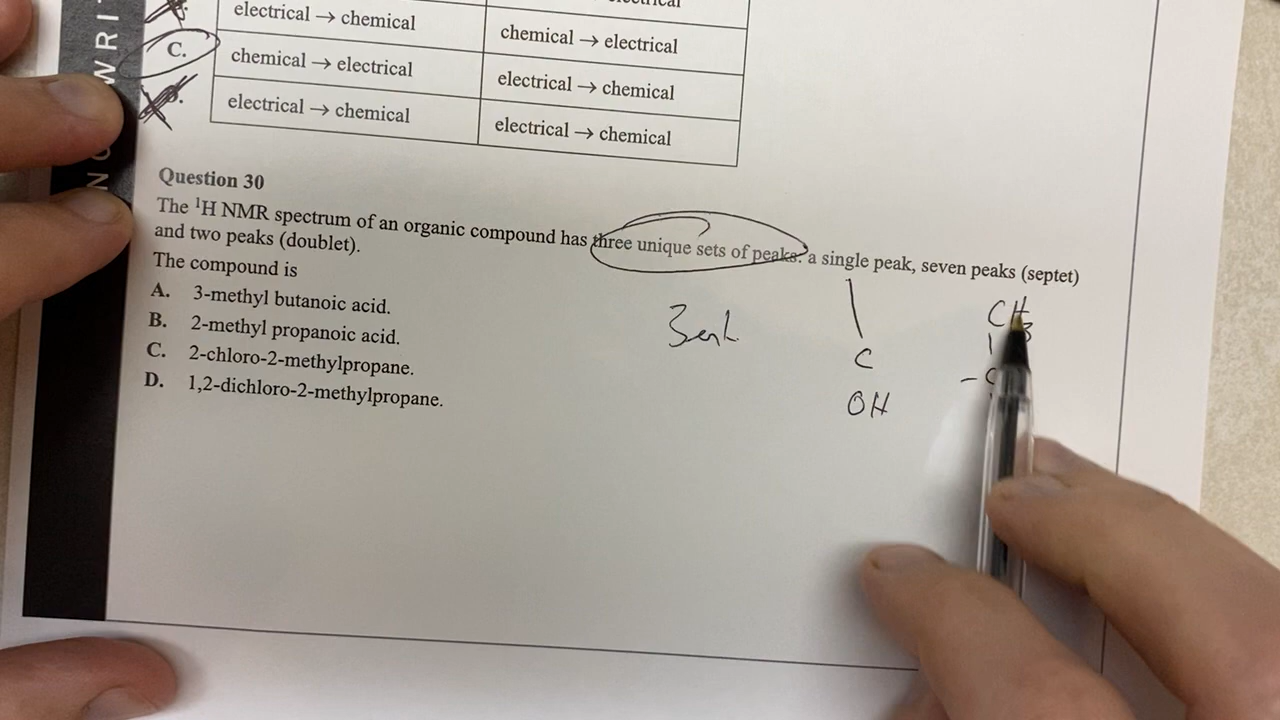 electrical → chemical
chemical → electrical
C.
chemical → electrical
electrical → chemical
electrical → chemical
electrical → chemical
WRI
Question 30
The ¹H NMR spectrum of an organic compound has three unique sets of peaks: a single peak, seven peaks (septet)
and two peaks (doublet).
The compound is
A. 3-methyl butanoic acid.
B. 2-methyl propanoic acid.
C. 2-chloro-2-methylpropane.
D. 1,2-dichloro-2-methylpropane.
C
OH
CH3